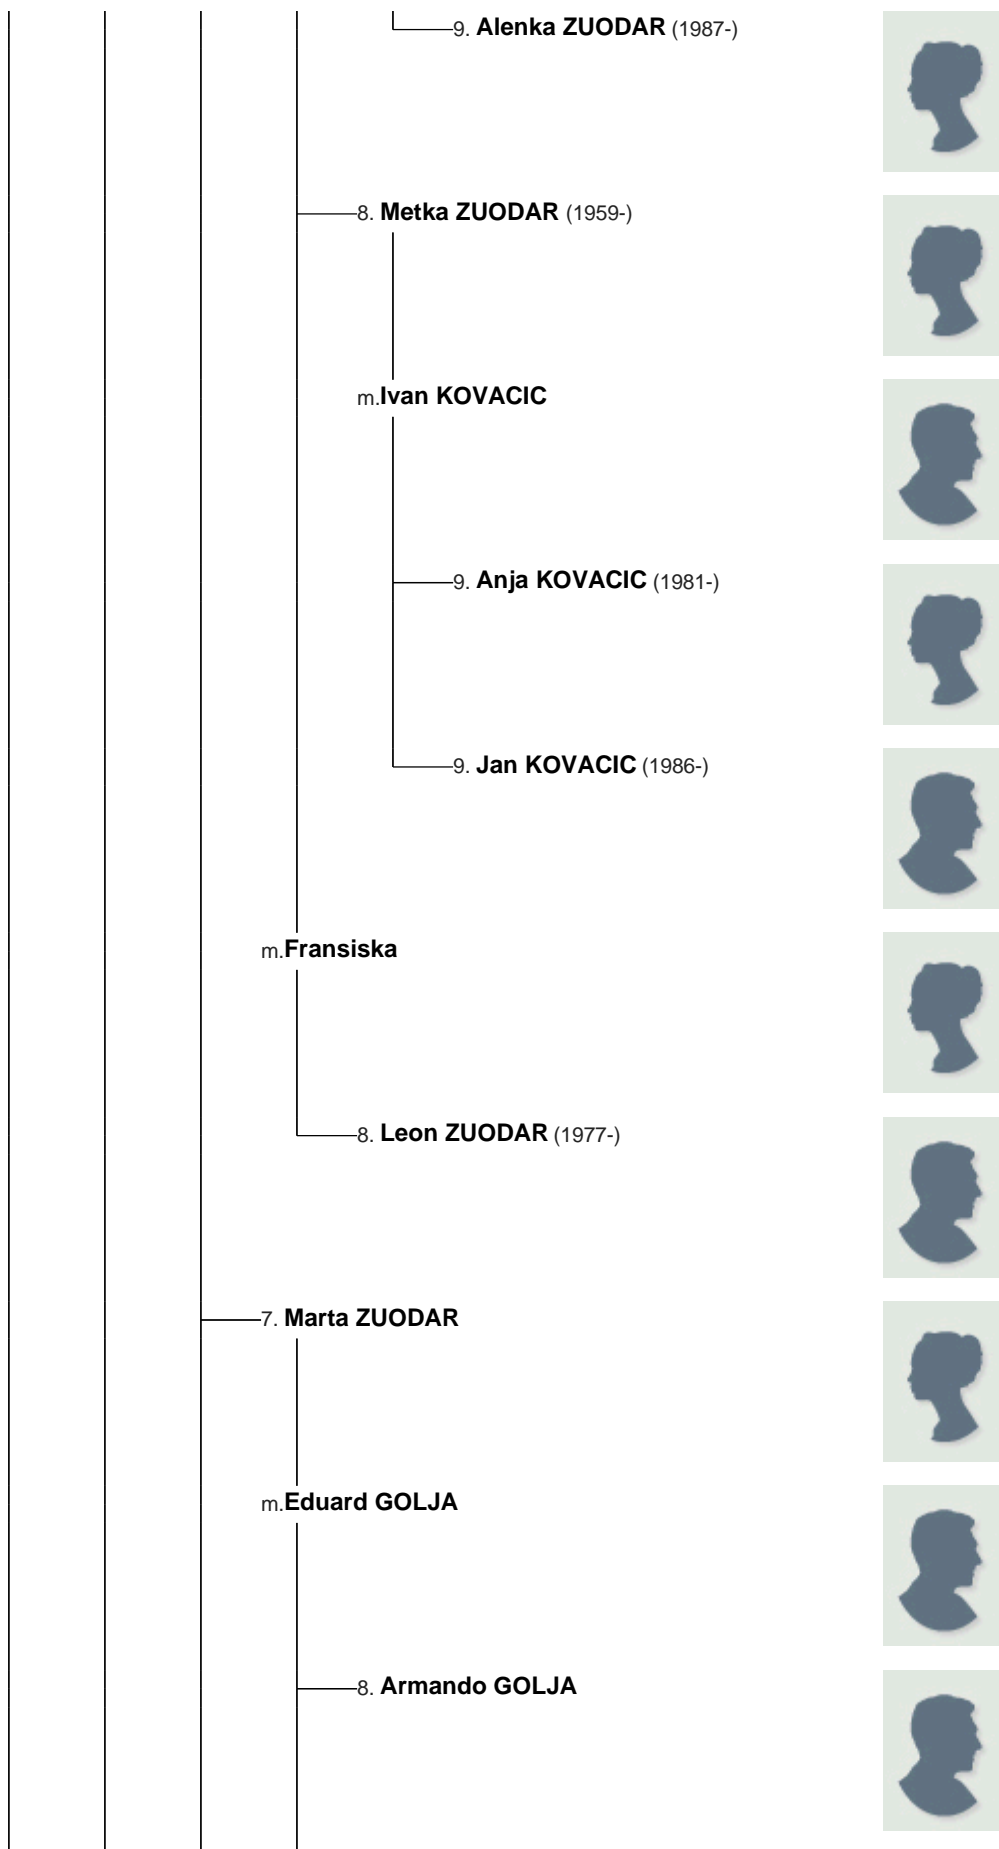 9. Alenka ZUODAR (1987-)
8. Metka ZUODAR (1959-)
m.Ivan KOVACIC
9. Anja KOVACIC (1981-)
9. Jan KOVACIC (1986-)
m.Fransiska
8. Leon ZUODAR (1977-)
7. Marta ZUODAR
m.Eduard GOLJA
8. Armando GOLJA